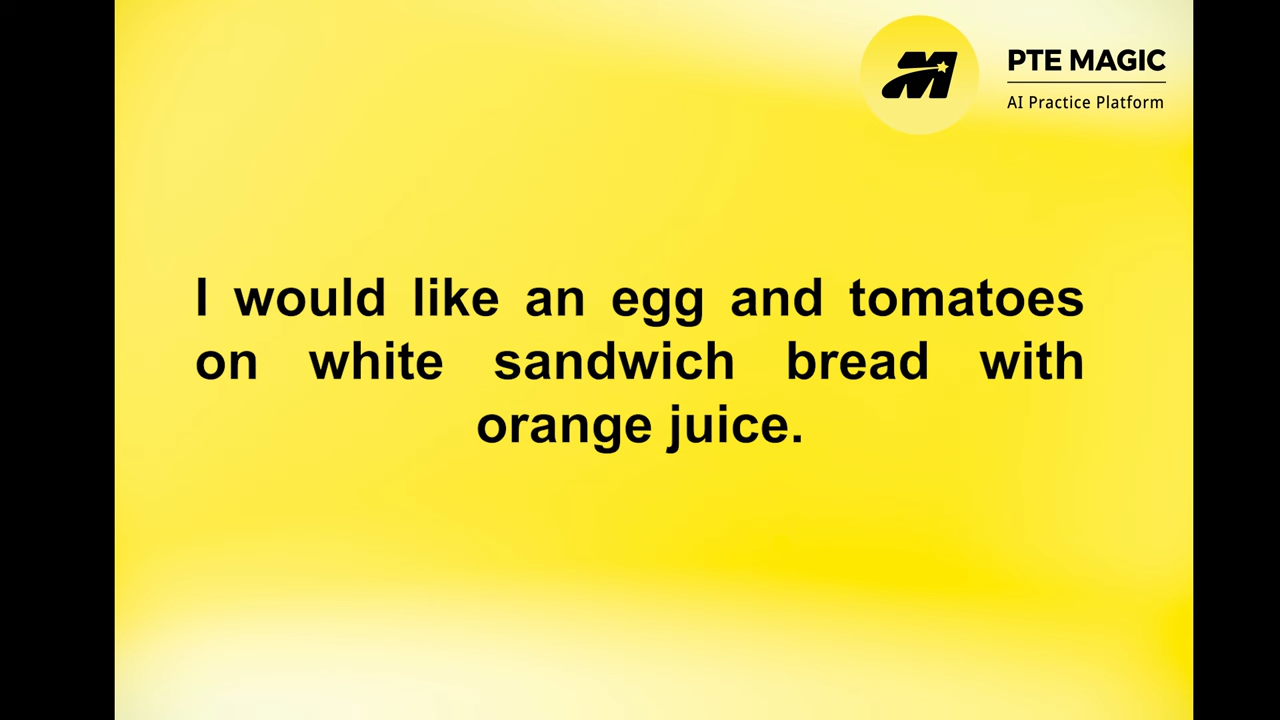 PTE MAGIC
AI Practice Platform
I would like an egg and tomatoes
on white sandwich bread with
orange juice.